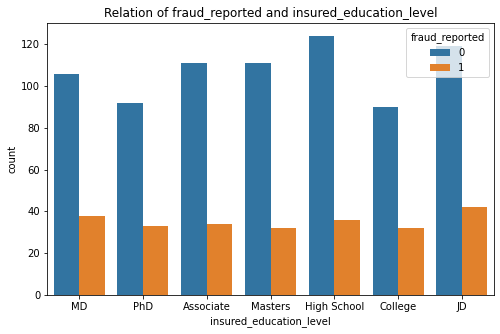 Relation of fraud_reported and insured_education_level
fraud_reported
0
1
count
120
100
80
60
40
20
0
MD PhD Associate Masters High School College JD
insured_education_level